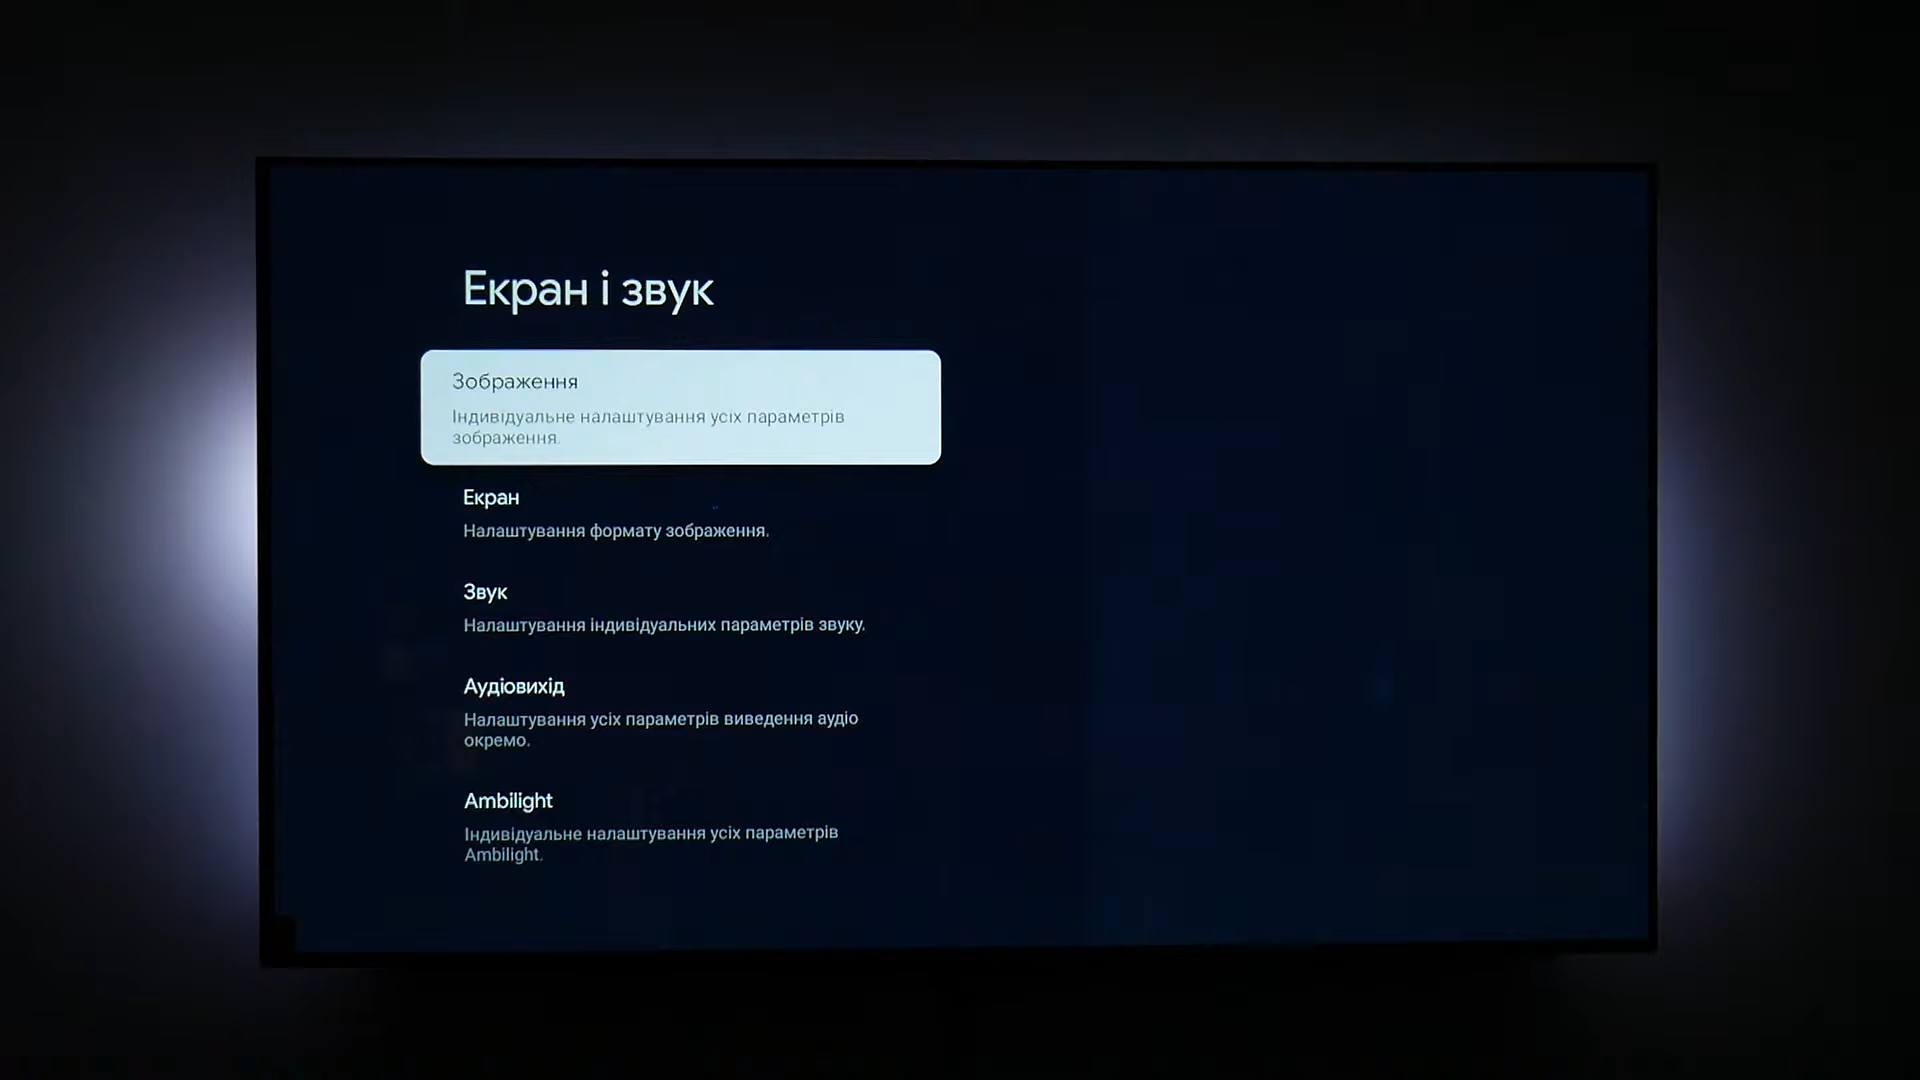 Екран і звук
Зображення
Індивідуальне налаштування усіх параметрів
зображення.
Екран
Налаштування формату зображення.
Звук
Налаштування індивідуальних параметрів звуку.
Аудіовихід
Налаштування усіх параметрів виведення аудіо
окремо.
Ambilight
Індивідуальне налаштування усіх параметрів
Ambilight.